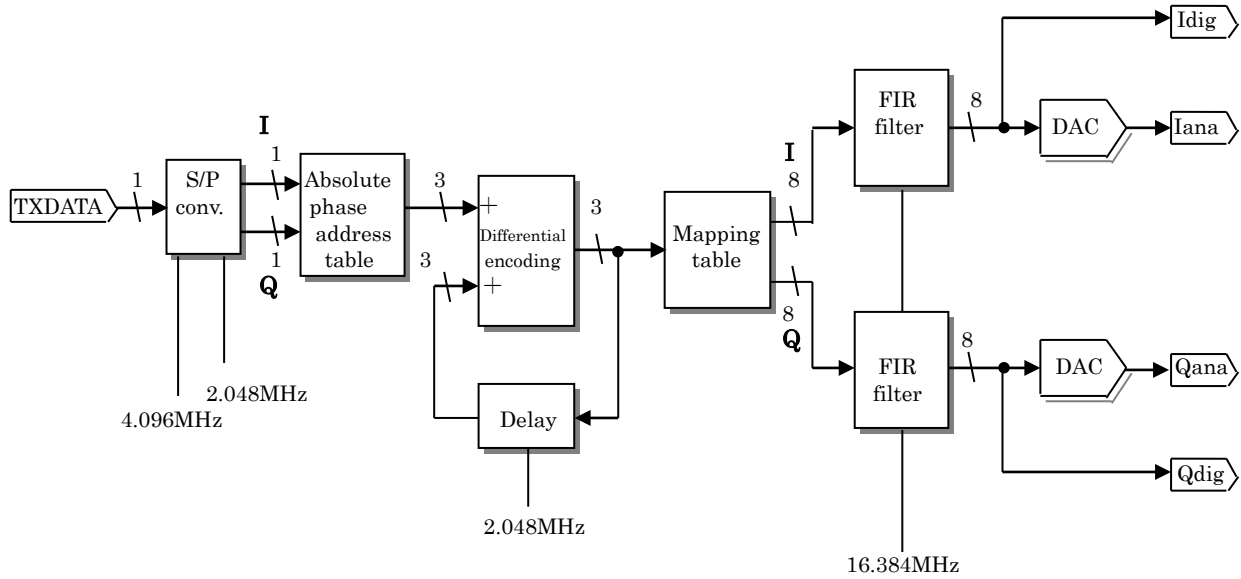 Idig
FIR
filter
8
DAC
Iana
I
1
I
8
S/P
conv.
TXDATA
1
Absolute
phase
address
table
3
+
Differential
encoding
3
+
3
Mapping
table
1
Q
8
Q
FIR
filter
8
DAC
Qana
2.048MHz
4.096MHz
Delay
Qdig
2.048MHz
16.384MHz